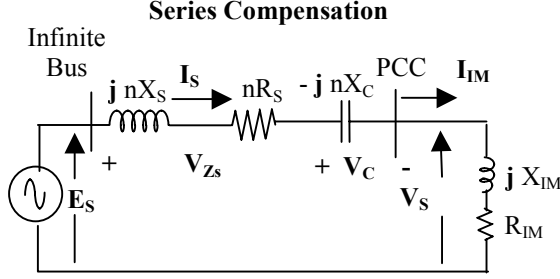 Series Compensation
Infinite Bus
j nXS
IS
nRS
- j nXC
PCC
IIM
+
VZs
+
VC
-
VS
ES
j XIM
RIM